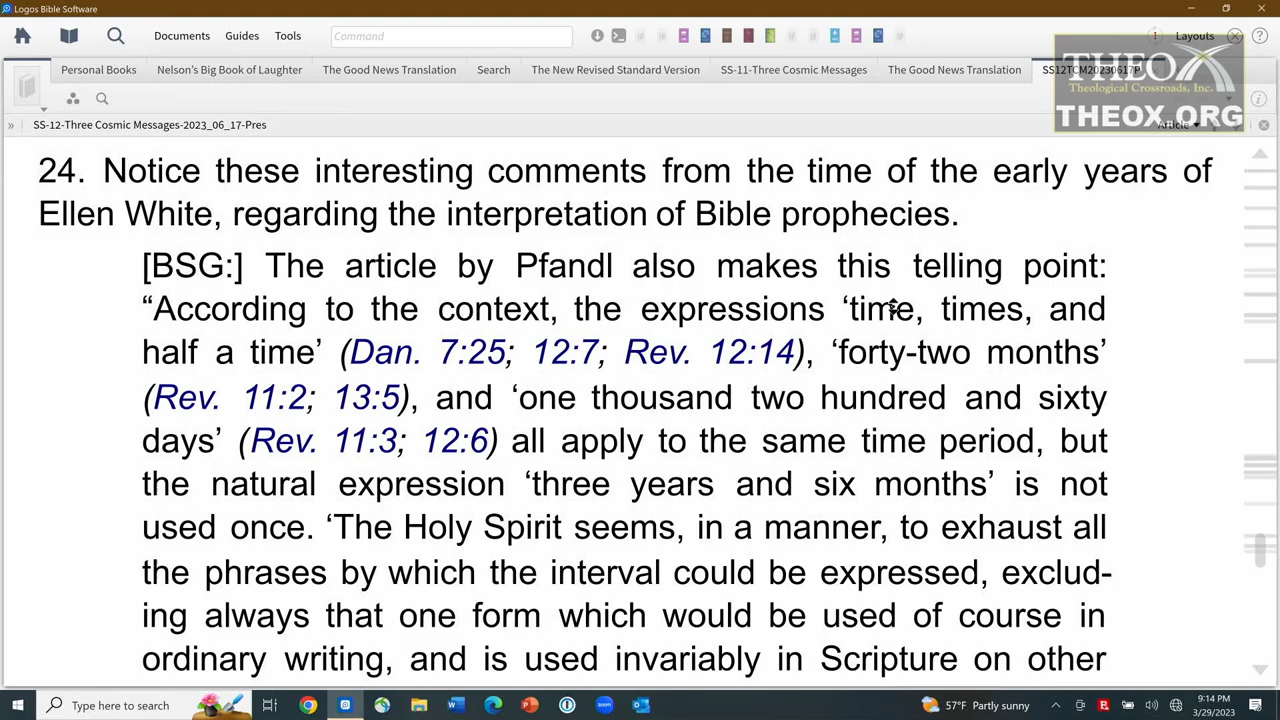 Logos Bible Software
Documents Guides Tools Command Layouts
Personal Books Nelson's Big Book of Laughter The Search The New Revised Standard Version SS-11-Three Cosmic Messages The Good News Translation SS12TCM20230617P
THEOX
Theological Crossroads, Inc.
THEOX.ORG
SS-12-Three Cosmic Messages-2023_06_17-Pres Article
24. Notice these interesting comments from the time of the early years of
Ellen White, regarding the interpretation of Bible prophecies.
[BSG:] The article by Pfandl also makes this telling point:
“According to the context, the expressions ‘time, times, and
half a time’ (Dan. 7:25; 12:7; Rev. 12:14), ‘forty-two months’
(Rev. 11:2; 13:5), and ‘one thousand two hundred and sixty
days’ (Rev. 11:3; 12:6) all apply to the same time period, but
the natural expression ‘three years and six months’ is not
used once. ‘The Holy Spirit seems, in a manner, to exhaust all
the phrases by which the interval could be expressed, exclud-
ing always that one form which would be used of course in
ordinary writing, and is used invariably in Scripture on other
Type here to search 57°F Partly sunny 9:14 PM
3/29/2023